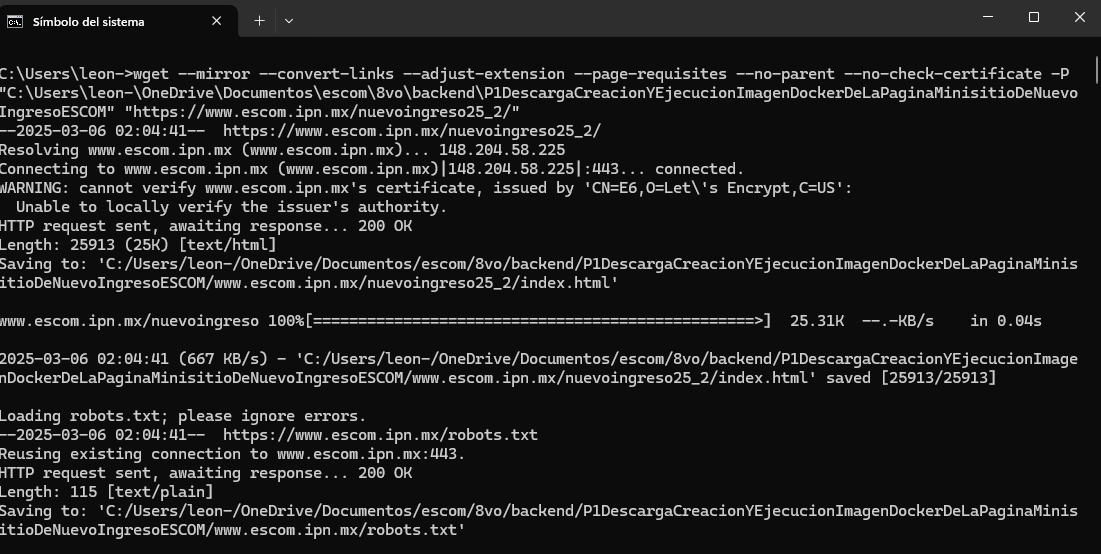 Símbolo del sistema
C:\Users\leon->wget --mirror --convert-links --adjust-extension --page-requisites --no-parent --no-check-certificate -P
"C:\Users\leon-\OneDrive\Documentos\escom\8vo\backend\P1DescargaCreacionYEjecucionImagenDockerDeLaPaginaMinisitioDeNuevo
IngresoESCOM" "https://www.escom.ipn.mx/nuevoingreso25_2/"
--2025-03-06 02:04:41--  https://www.escom.ipn.mx/nuevoingreso25_2/
Resolving www.escom.ipn.mx (www.escom.ipn.mx)... 148.204.58.225
Connecting to www.escom.ipn.mx (www.escom.ipn.mx)|148.204.58.225|:443... connected.
WARNING: cannot verify www.escom.ipn.mx's certificate, issued by 'CN=E6,O=Let\'s Encrypt,C=US':
  Unable to locally verify the issuer's authority.
HTTP request sent, awaiting response... 200 OK
Length: 25913 (25K) [text/html]
Saving to: 'C:/Users/leon-/OneDrive/Documentos/escom/8vo/backend/P1DescargaCreacionYEjecucionImagenDockerDeLaPaginaMinis
itioDeNuevoIngresoESCOM/www.escom.ipn.mx/nuevoingreso25_2/index.html'
www.escom.ipn.mx/nuevoingreso 100%[=================================================>]  25.31K  --.-KB/s    in 0.04s
2025-03-06 02:04:41 (667 KB/s) - 'C:/Users/leon-/OneDrive/Documentos/escom/8vo/backend/P1DescargaCreacionYEjecucionImage
nDockerDeLaPaginaMinisitioDeNuevoIngresoESCOM/www.escom.ipn.mx/nuevoingreso25_2/index.html' saved [25913/25913]
Loading robots.txt; please ignore errors.
--2025-03-06 02:04:41--  https://www.escom.ipn.mx/robots.txt
Reusing existing connection to www.escom.ipn.mx:443.
HTTP request sent, awaiting response... 200 OK
Length: 115 [text/plain]
Saving to: 'C:/Users/leon-/OneDrive/Documentos/escom/8vo/backend/P1DescargaCreacionYEjecucionImagenDockerDeLaPaginaMinis
itioDeNuevoIngresoESCOM/www.escom.ipn.mx/robots.txt'